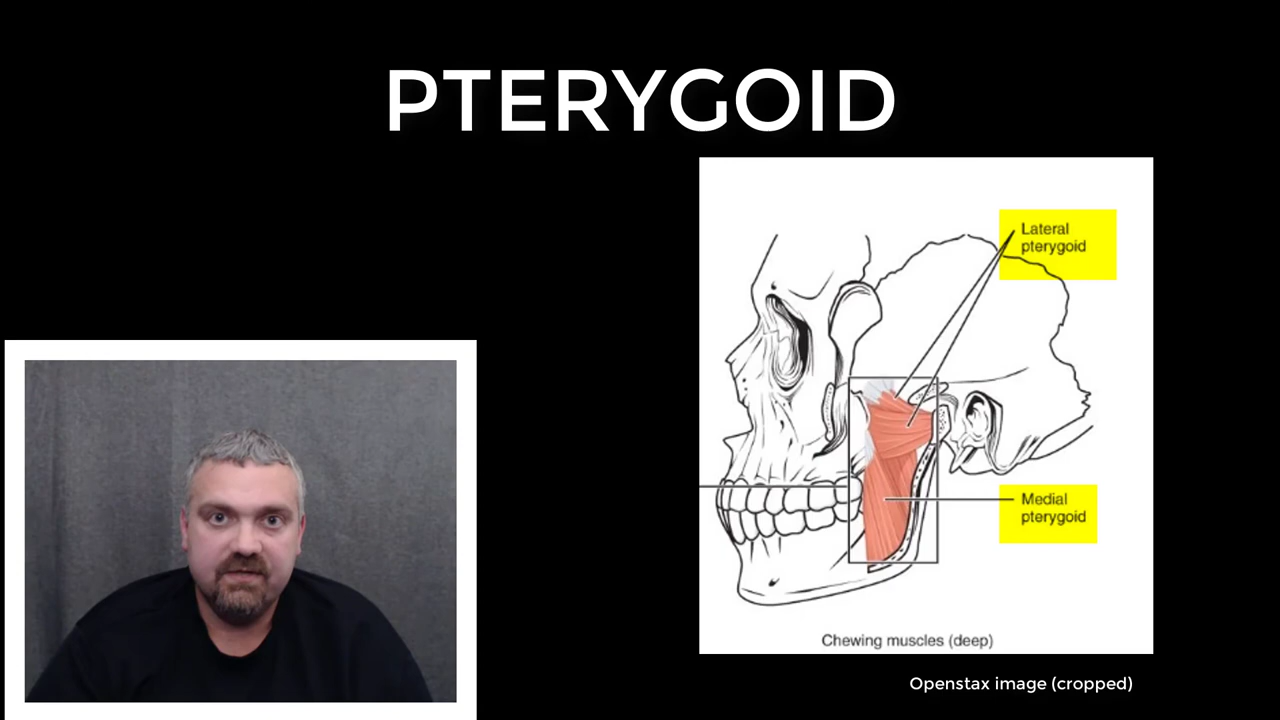 PTERYGOID
Lateral
pterygoid
Medial
pterygoid
Chewing muscles (deep)
Openstax image (cropped)